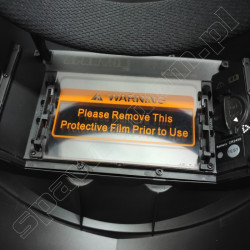 WARNING
Please Remove This
Protective Film Prior to Use